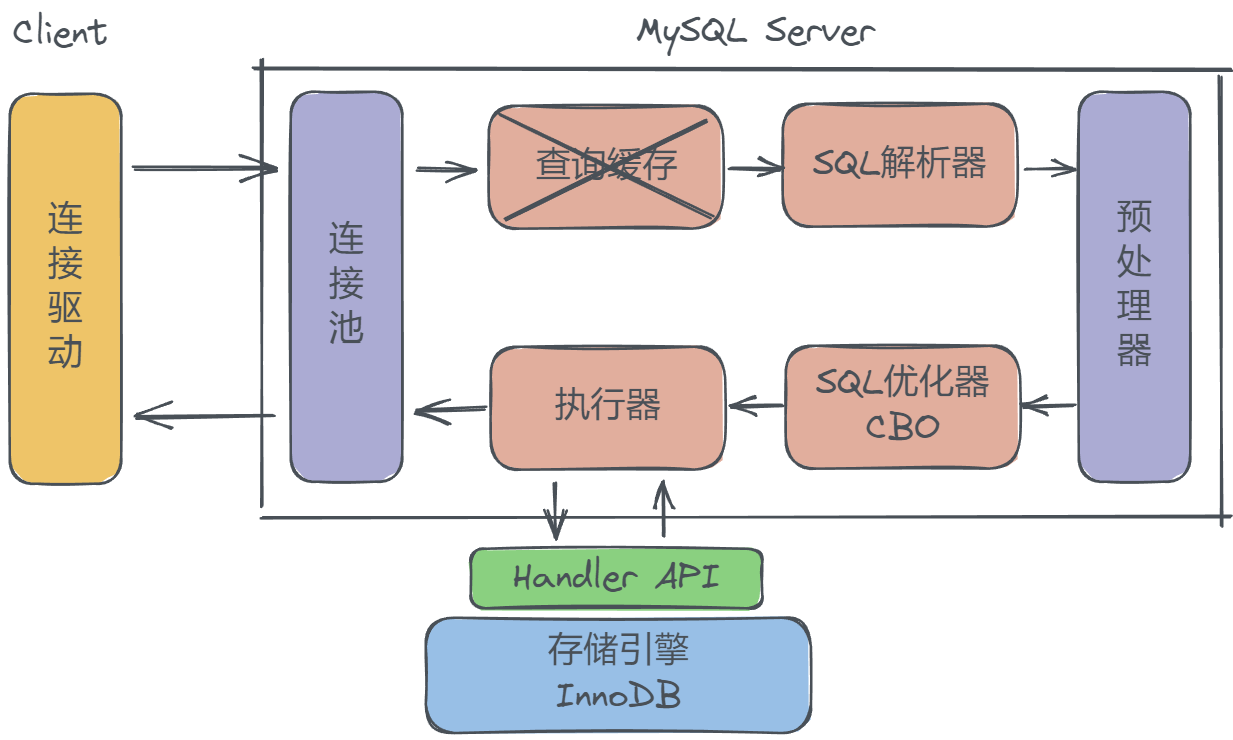 Client
MySQL Server
连接驱动
连接池
查询缓存
SQL解析器
预处理器
执行器
SQL优化器
CBO
Handler API
存储引擎
InnoDB